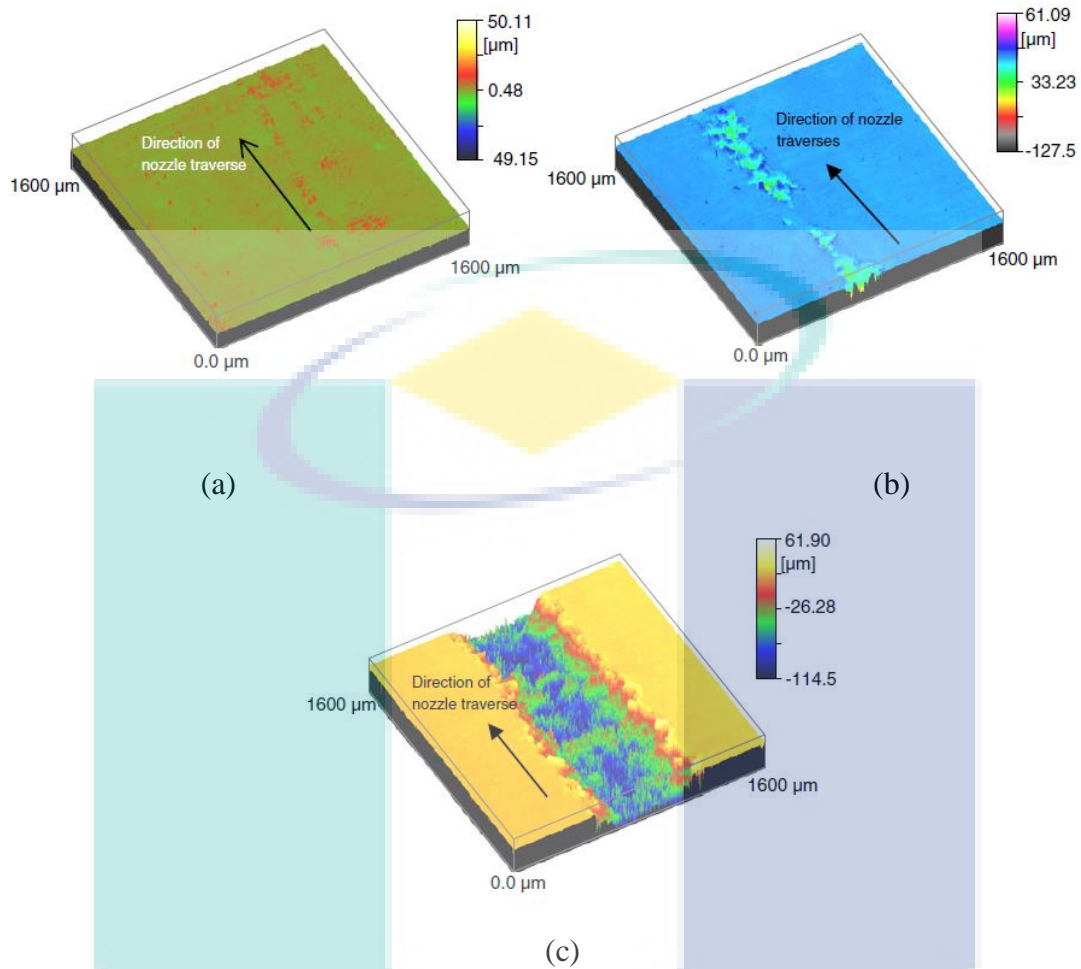 50.11
[µm]
0.48
49.15
Direction of
nozzle traverse
1600 µm
1600 µm
0.0 µm
(a)
61.09
[µm]
33.23
-127.5
Direction of nozzle
traverses
1600 µm
1600 µm
0.0 µm
(b)
61.90
[µm]
-26.28
-114.5
Direction of
nozzle traverse
1600 µm
1600 µm
0.0 µm
(c)